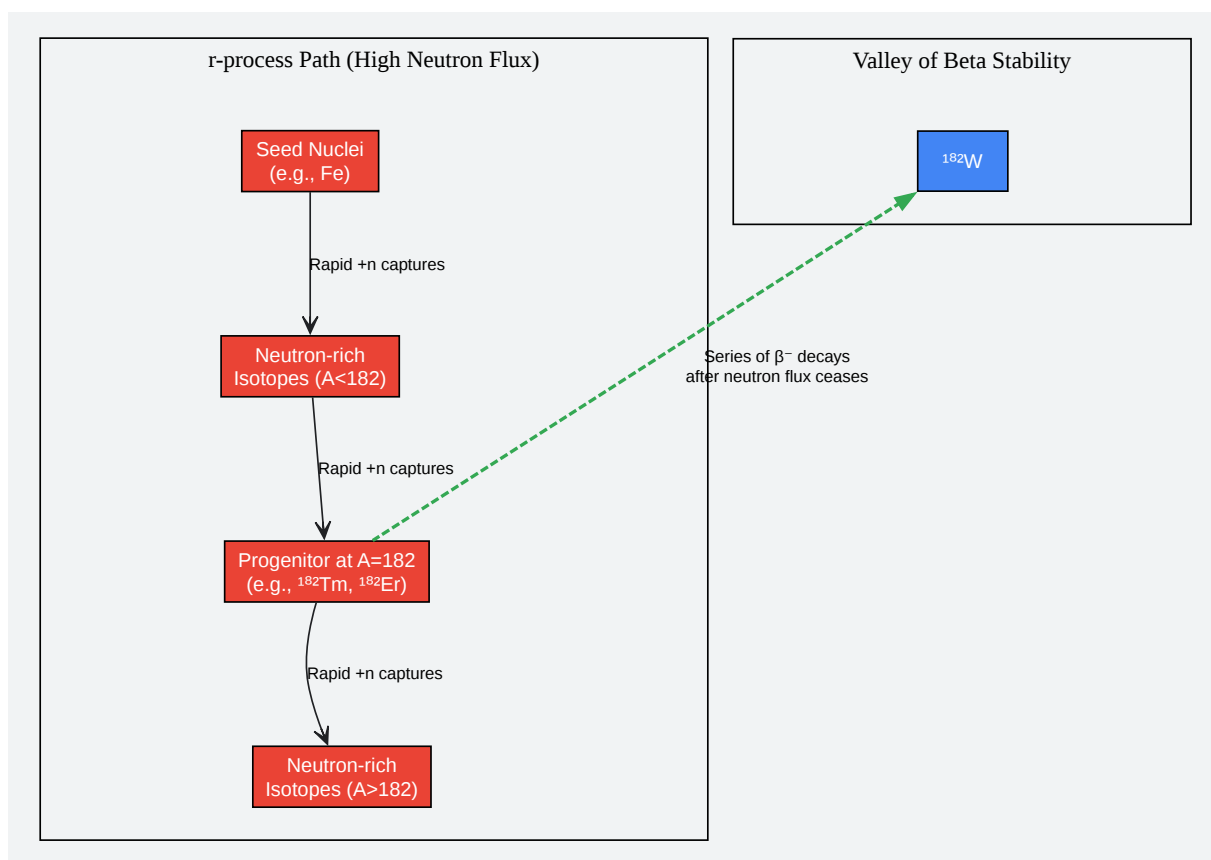 r-process Path (High Neutron Flux)
Seed Nuclei
(e.g., Fe)
Rapid +n captures
Neutron-rich
Isotopes (A<182)
Rapid +n captures
Progenitor at A=182
(e.g., ¹⁸²Tm, ¹⁸²Er)
Rapid +n captures
Neutron-rich
Isotopes (A>182)
Series of β⁻ decays
after neutron flux ceases
Valley of Beta Stability
¹⁸²W